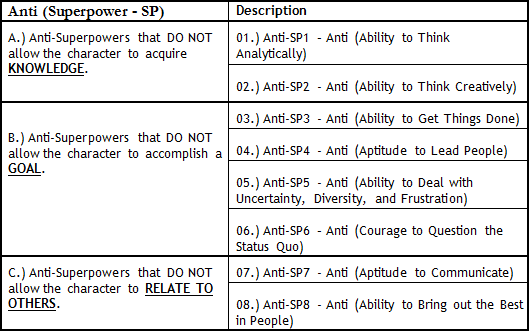 Anti (Superpower - SP)
Description
A.) Anti-Superpowers that DO NOT
allow the character to acquire
KNOWLEDGE.
01.) Anti-SP1 - Anti (Ability to Think
Analytically)
02.) Anti-SP2 - Anti (Ability to Think Creatively)
B.) Anti-Superpowers that DO NOT
allow the character to accomplish a
GOAL.
03.) Anti-SP3 - Anti (Ability to Get Things Done)
04.) Anti-SP4 - Anti (Aptitude to Lead People)
05.) Anti-SP5 - Anti (Ability to Deal with
Uncertainty, Diversity, and Frustration)
06.) Anti-SP6 - Anti (Courage to Question the
Status Quo)
C.) Anti-Superpowers that DO NOT
allow the character to RELATE TO
OTHERS.
07.) Anti-SP7 - Anti (Aptitude to Communicate)
08.) Anti-SP8 - Anti (Ability to Bring out the Best
in People)